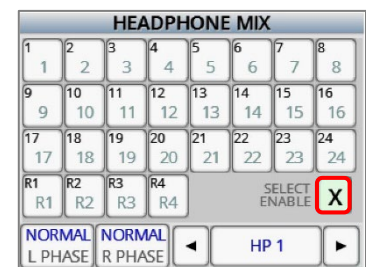 HEADPHONE MIX
1 2 3 4 5 6 7 8
1 2 3 4 5 6 7 8
9 10 11 12 13 14 15 16
9 10 11 12 13 14 15 16
17 18 19 20 21 22 23 24
17 18 19 20 21 22 23 24
R1 R2 R3 R4
R1 R2 R3 R4
SELECT
ENABLE
X
NORMAL NORMAL
L PHASE R PHASE
◄ HP 1 ►